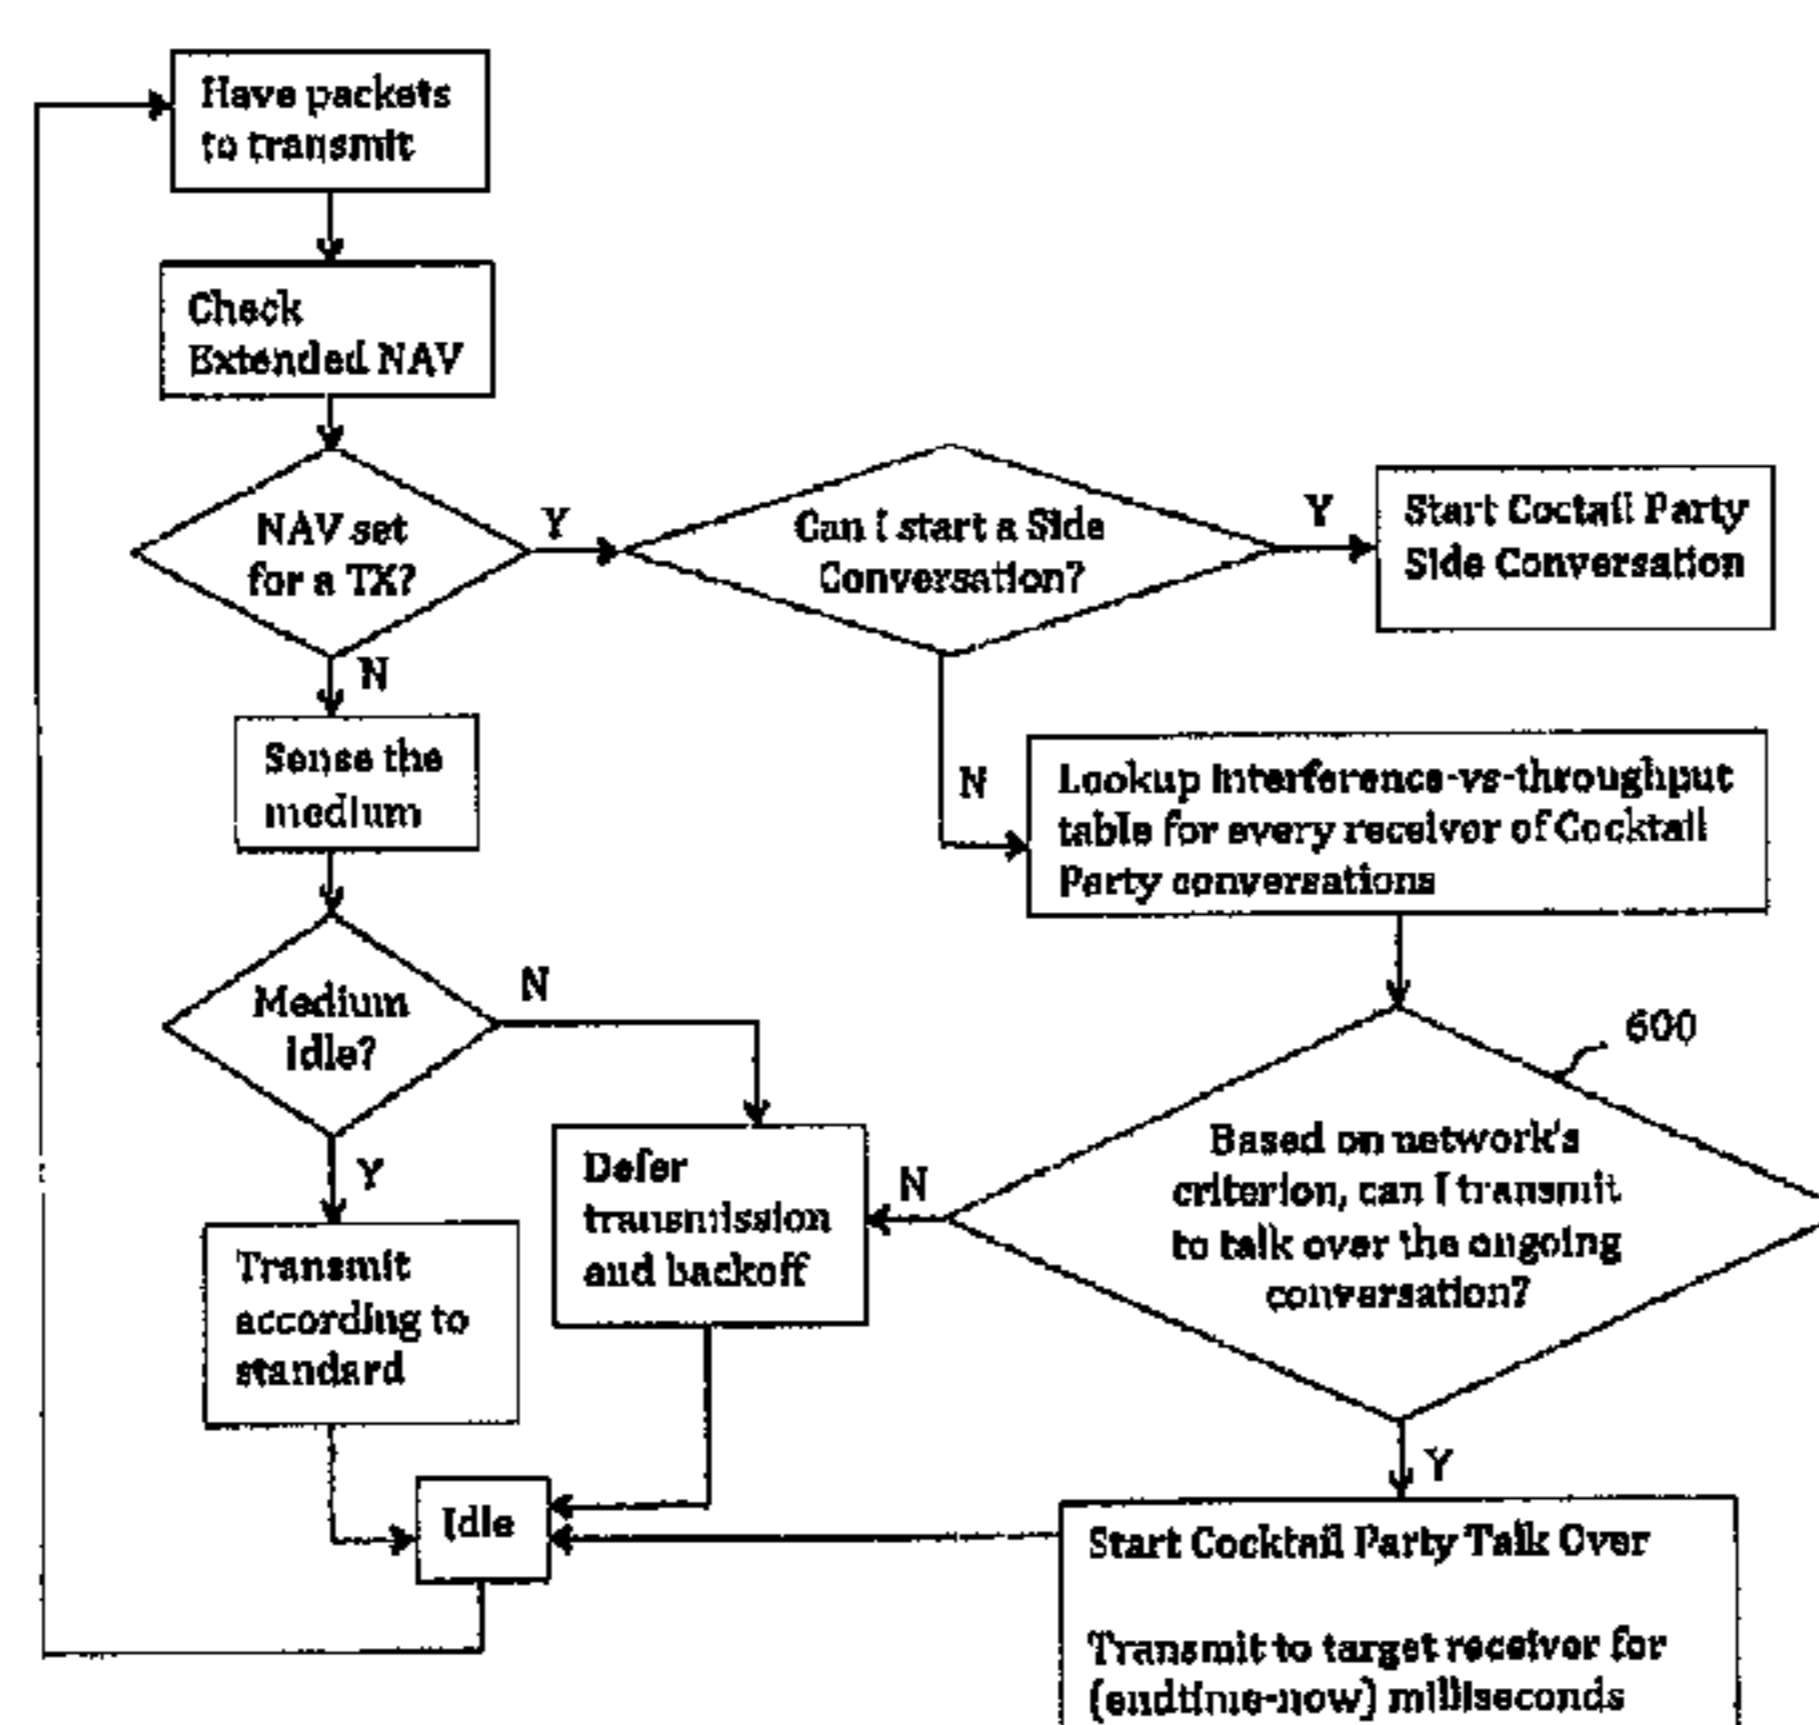 Have packets
to transmit
Check
Extended NAV
NAV set
for a TX?
Y
Can I start a Side
Conversation?
Y
Start Coctail Party
Side Conversation
N
Sense the
medium
N
Lookup interference-vs-throughput
table for every receivor of Cocktail
Party conversations
Medium
idle?
N
600
Based on network's
criterion, can I transmit
to talk over the ongoing
conversation?
N
Defer
transmission
and backoff
Y
Transmit
according to
standard
Y
Idle
Start Cocktail Party Talk Over
Transmit to target receivor for
(endtime-now) milliseconds